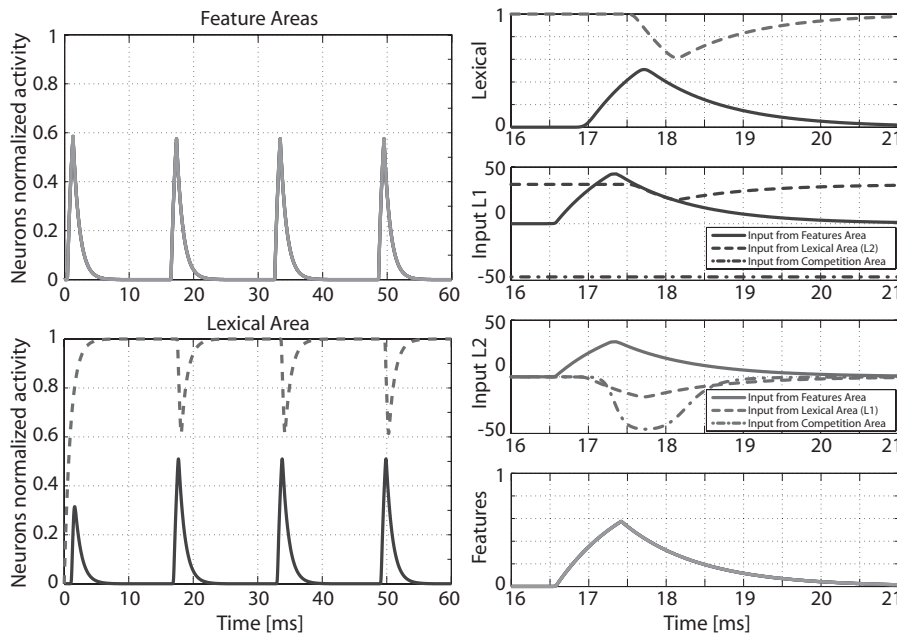 Feature Areas
Neurons normalized activity
1
0.8
0.6
0.4
0.2
0
0 10 20 30 40 50 60
Lexical Area
Neurons normalized activity
1
0.8
1
0.4
0.2
0
0 10 20 30 40 50 60
Time [ms]
Lexical
1
0
16 17 18 19 20 21
Input L1
50
0
-50
Input from Features Area
Input from Lexical Area (L2)
Input from Competition Area
16 17 18 19 20 21
Input L2
50
0
-50
Input from Features Area
Input from Lexical Area (L1)
Input from Competition Area
16 17 18 19 20 21
Features
1
0
16 17 18 19 20 21
Time [ms]